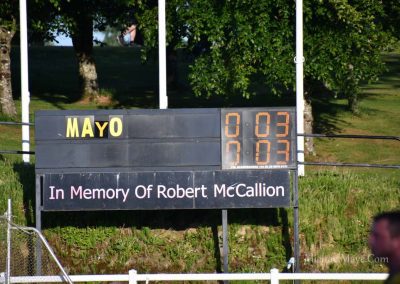 MAYO 0 03
0 03
In Memory Of Robert McCallion